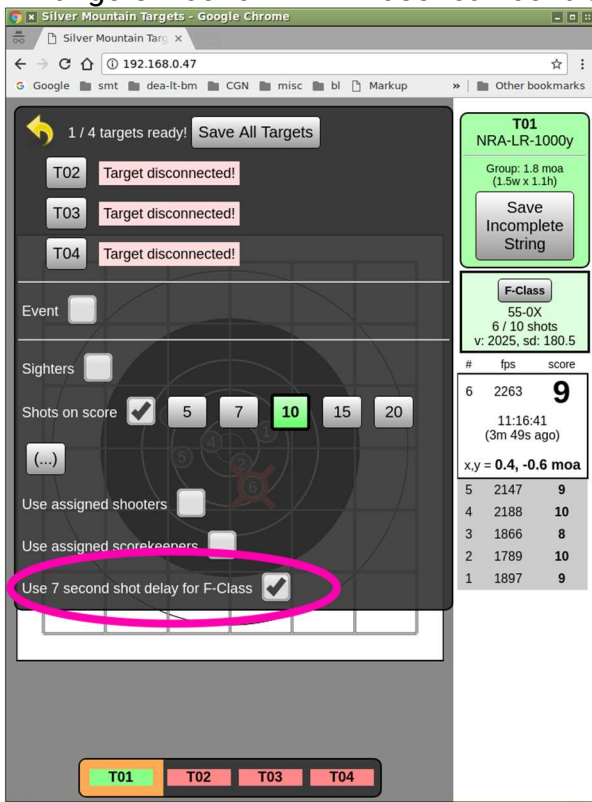 Silver Mountain Targets - Google Chrome
Silver Mountain Targ
192.168.0.47
Google smt dea-lt-bm CGN misc bl Markup » Other bookmarks
1 / 4 targets ready! Save All Targets
T02 Target disconnected!
T03 Target disconnected!
T04 Target disconnected!
Event
Sighters
Shots on score 5 7 10 15 20
(...)
Use assigned shooters
Use assigned scorekeepers
Use 7 second shot delay for F-Class
4
5
2
6
T01
NRA-LR-1000y
Group: 1.8 moa
(1.5w x 1.1h)
Save
Incomplete
String
F-Class
55-0X
6 / 10 shots
v: 2025, sd: 180.5
# fps score
6 2263 9
11:16:41
(3m 49s ago)
x,y = 0.4, -0.6 moa
5 2147 9
4 2188 10
3 1866 8
2 1789 10
1 1897 9
T01 T02 T03 T04